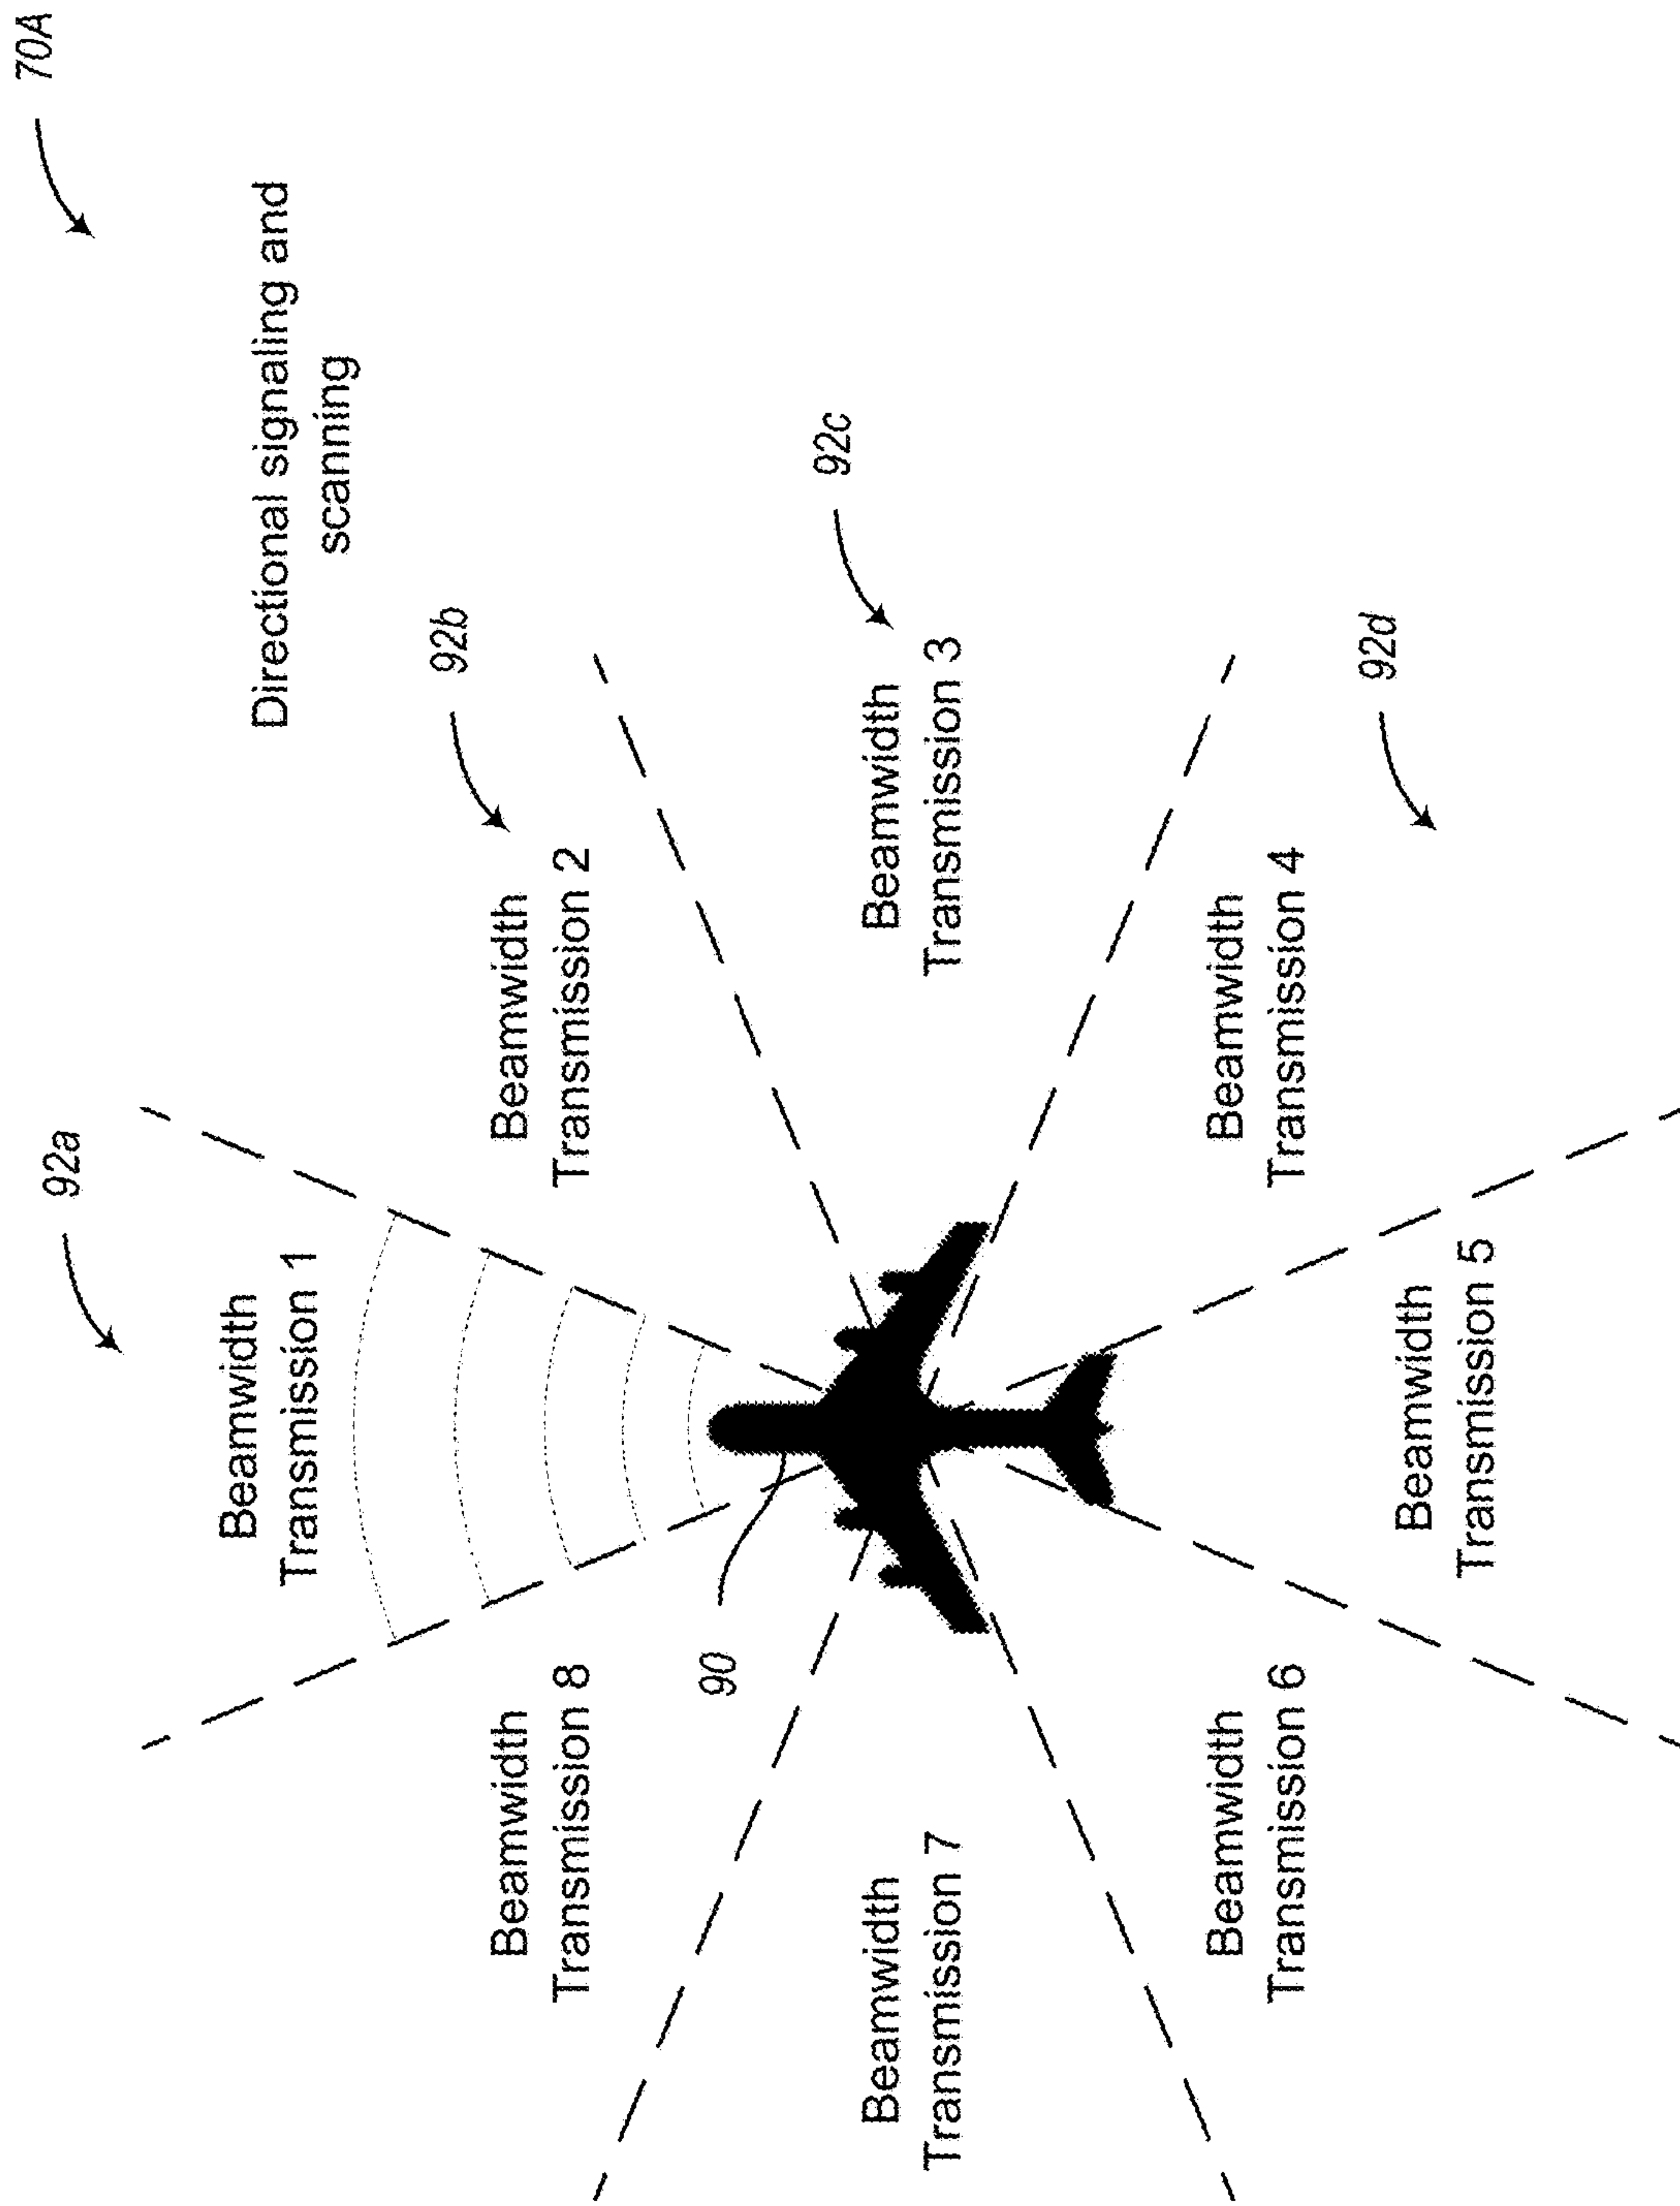 70A
Directional signaling and
scanning
92a
Beamwidth
Transmission 1
92b
Beamwidth
Transmission 2
92c
Beamwidth
Transmission 3
92d
Beamwidth
Transmission 4
Beamwidth
Transmission 5
Beamwidth
Transmission 6
Beamwidth
Transmission 7
Beamwidth
Transmission 8
90